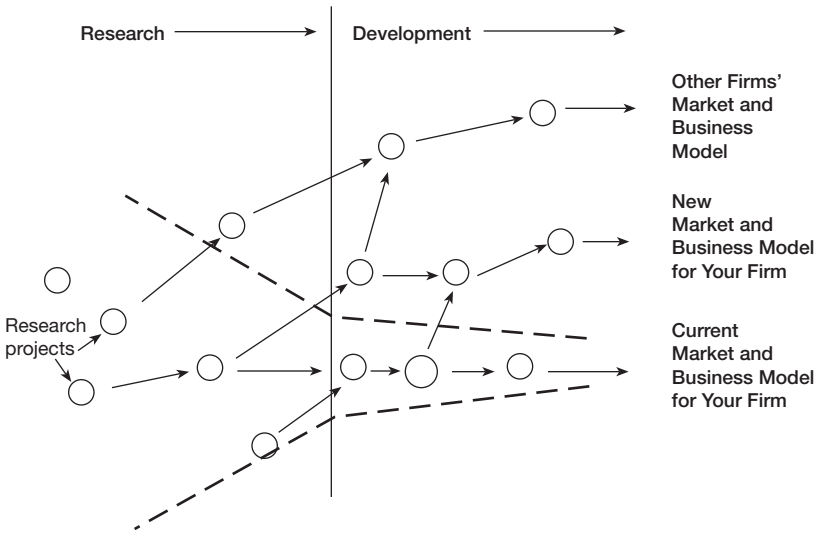 Research
Development
Other Firms’
Market and
Business
Model
New
Market and
Business Model
for Your Firm
Research
projects
Current
Market and
Business Model
for Your Firm